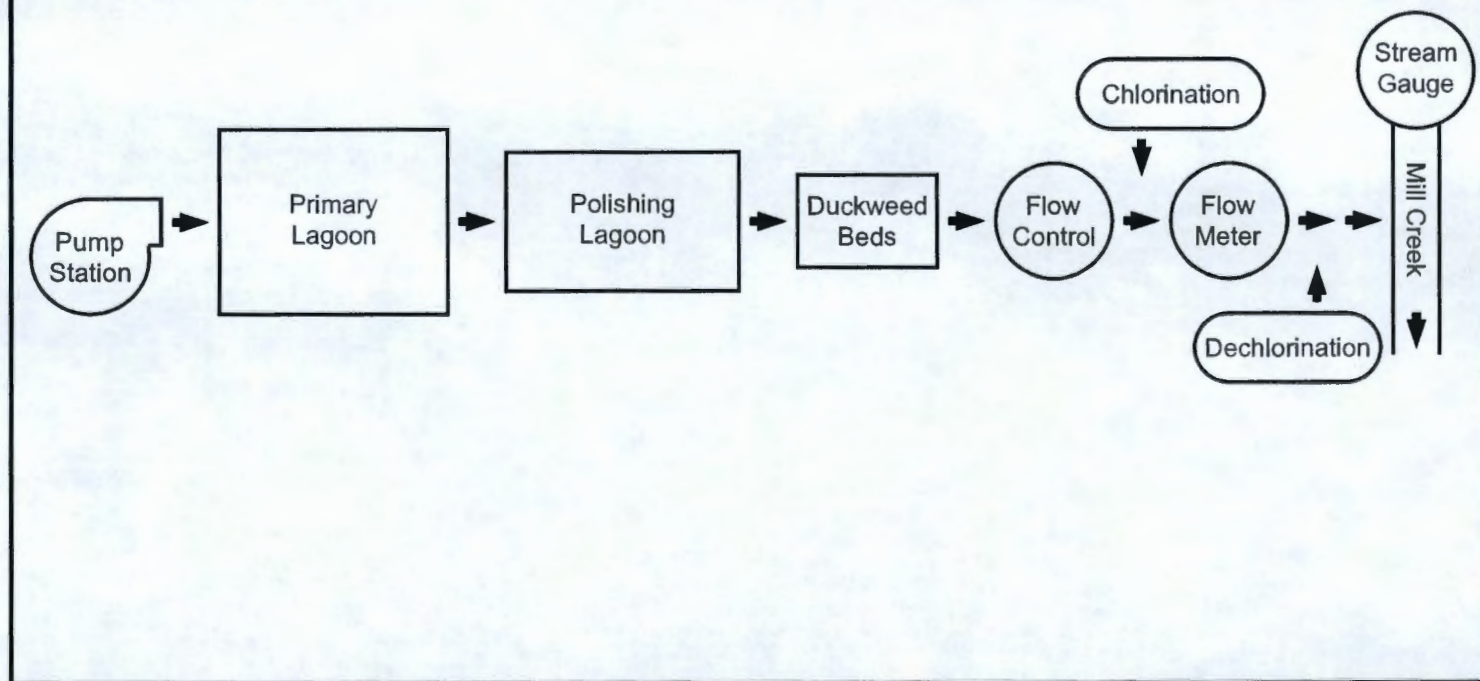 Pump
Station
Primary
Lagoon
Polishing
Lagoon
Duckweed
Beds
Flow
Control
Chlorination
Flow
Meter
Dechlorination
Stream
Gauge
Mill Creek